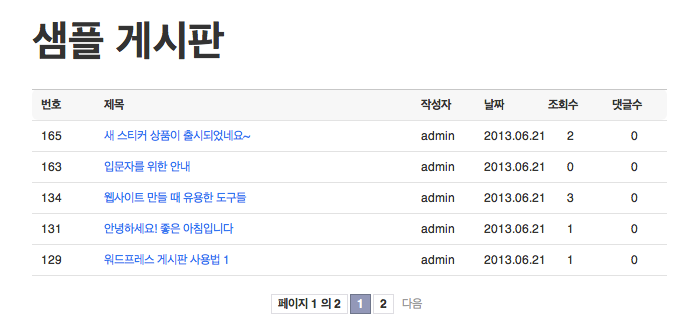 샘플 게시판
번호 제목 작성자 날짜 조회수 댓글수
165 새 스티커 상품이 출시되었네요~ admin 2013.06.21 2 0
163 입문자를 위한 안내 admin 2013.06.21 0 0
134 웹사이트 만들 때 유용한 도구들 admin 2013.06.21 3 0
131 안녕하세요! 좋은 아침입니다 admin 2013.06.21 1 0
129 워드프레스 게시판 사용법 1 admin 2013.06.21 1 0
페이지 1 의 2 1 2 다음